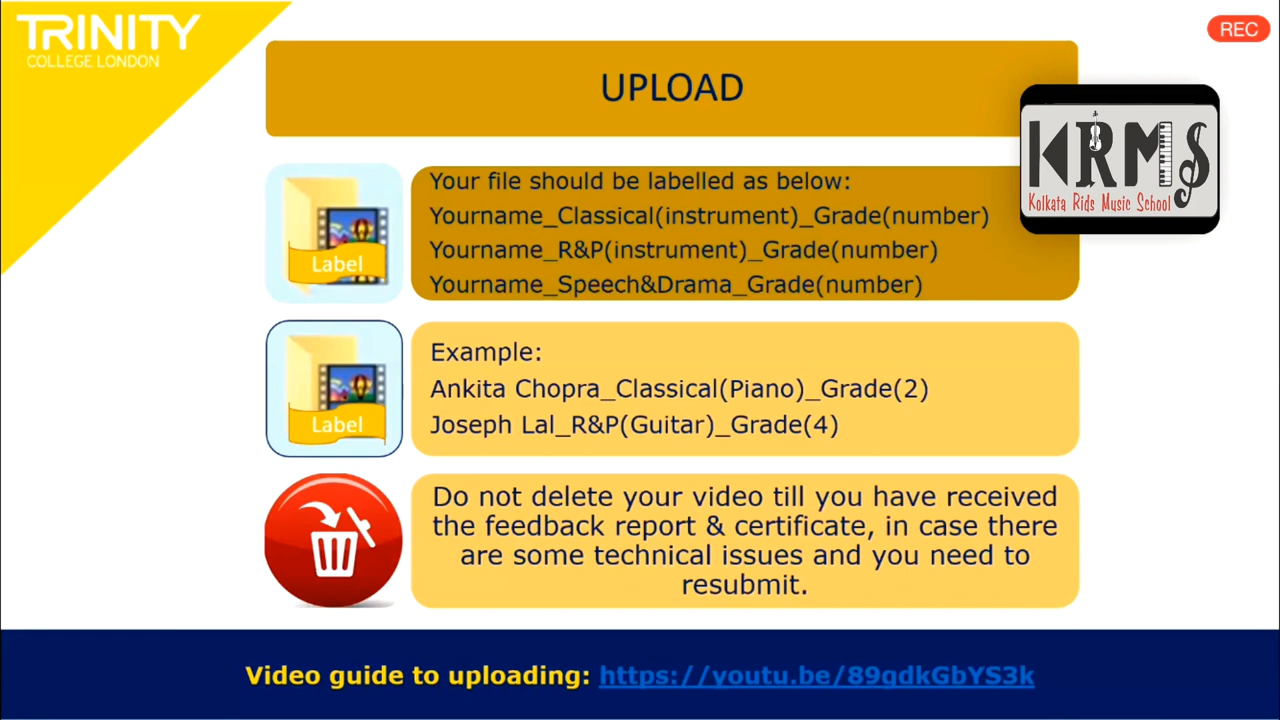 TRINITY
COLLEGE LONDON
REC
UPLOAD
KRMS
Kolkata Rids Music School
Your file should be labelled as below:
Yourname_Classical(instrument)_Grade(number)
Yourname_R&P(instrument)_Grade(number)
Yourname_Speech&Drama_Grade(number)
Label
Example:
Ankita Chopra_Classical(Piano)_Grade(2)
Joseph Lal_R&P(Guitar)_Grade(4)
Label
Do not delete your video till you have received
the feedback report & certificate, in case there
are some technical issues and you need to
resubmit.
Video guide to uploading: https://youtu.be/89qdkGbYS3k